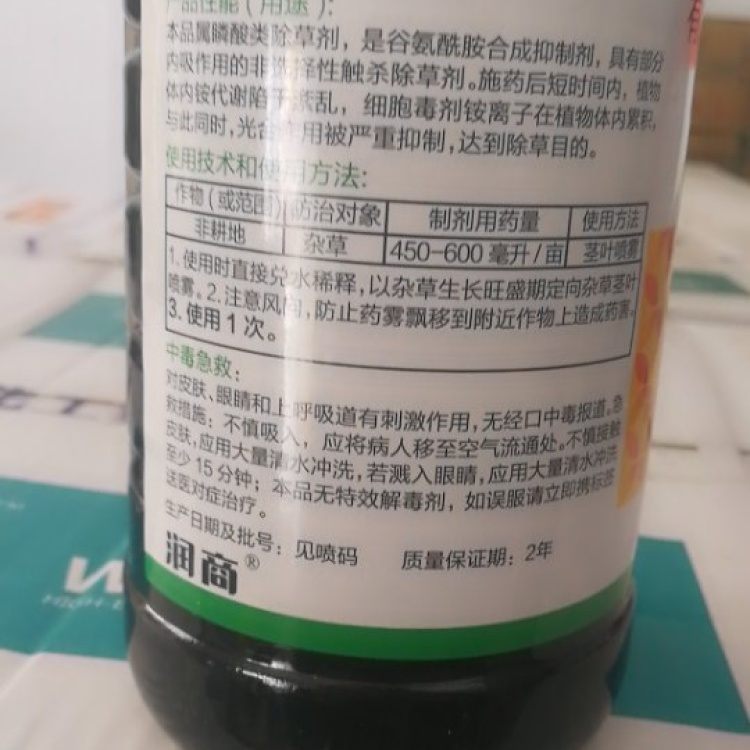 产品性能(用途):
本品属膦酸类除草剂，是谷氨酰胺合成抑制剂，具有部分
内吸作用的非选择性触杀除草剂。施药后短时间内，植物
体内铵代谢陷于紊乱，细胞毒剂铵离子在植物体内累积，
与此同时，光合作用被严重抑制，达到除草目的。
使用技术和使用方法:
作物(或范围) 防治对象 制剂用药量 使用方法
非耕地 杂草 450-600毫升/亩 茎叶喷雾
1.使用时直接兑水稀释，以杂草生长旺盛期定向杂草茎叶
喷雾。2.注意风向，防止药雾飘移到附近作物上造成药害。
3.使用1次。
中毒急救:
对皮肤、眼睛和上呼吸道有刺激作用，无经口中毒报道。急
救措施：不慎吸入，应将病人移至空气流通处。不慎接触
皮肤，应用大量清水冲洗，若溅入眼睛，应用大量清水冲洗
至少15分钟；本品无特效解毒剂，如误服请立即携标签
送医对症治疗。
生产日期及批号：见喷码 质量保证期：2年
润商®